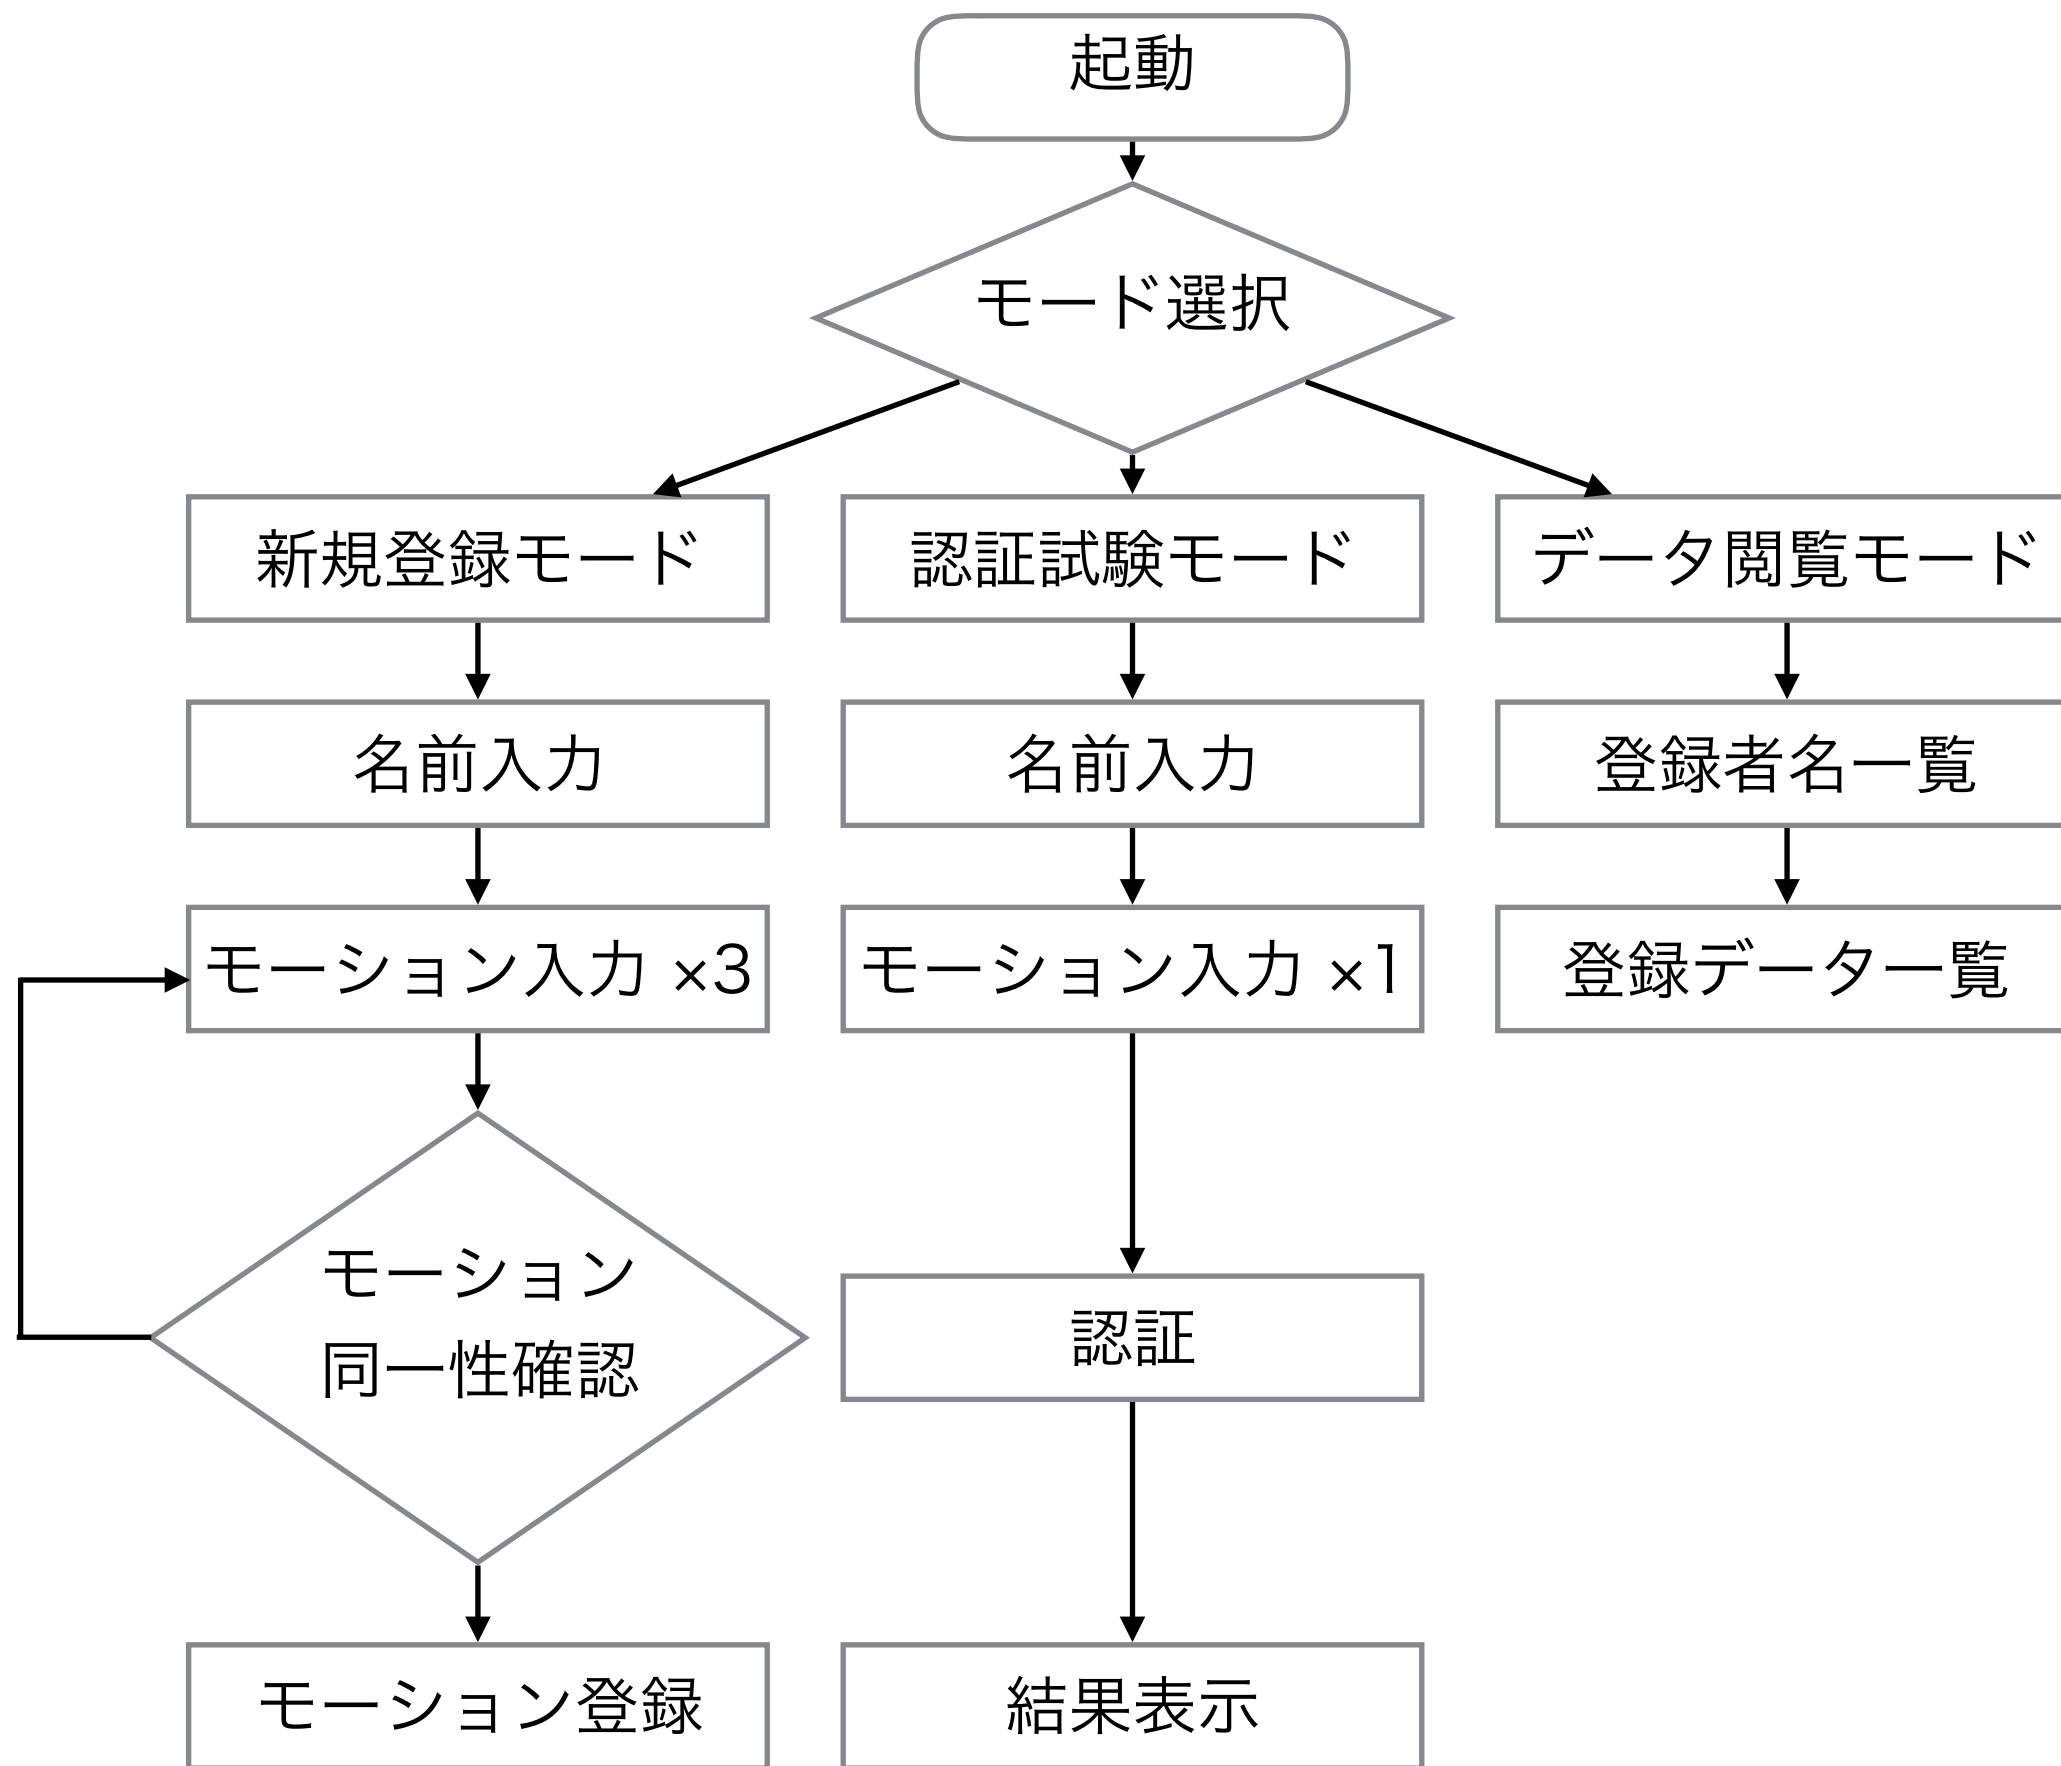 起動
モード選択
新規登録モード
認証試験モード
データ閲覧モード
名前入力
名前入力
登録者名一覧
モーション入力 ×3
モーション入力 ×1
登録データ一覧
モーション
同一性確認
認証
モーション登録
結果表示